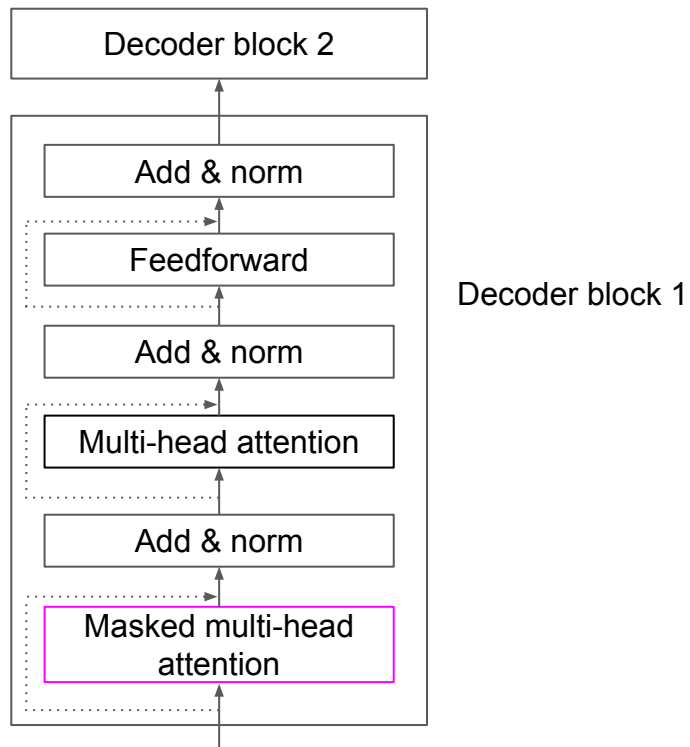 Decoder block 2
Add & norm
Feedforward
Decoder block 1
Add & norm
Multi-head attention
Add & norm
Masked multi-head
attention